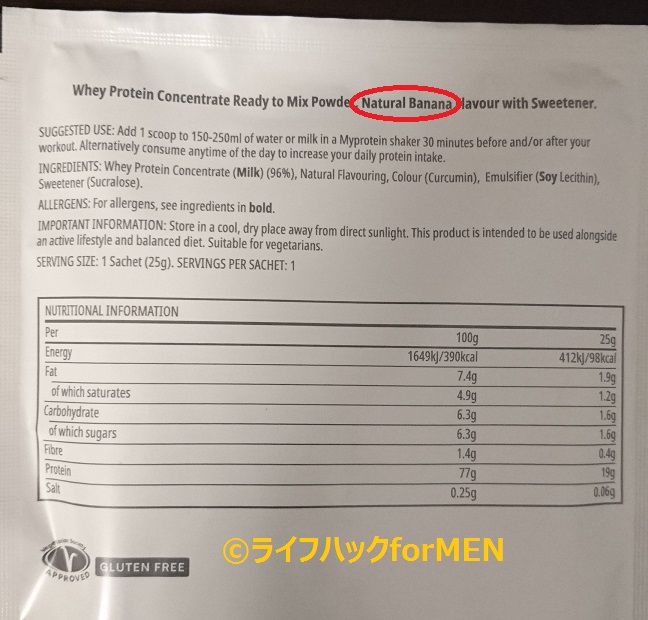 Whey Protein Concentrate Ready to Mix Powde Natural Banana lavour with Sweetener.
SUGGESTED USE: Add 1 scoop to 150-250ml of water or milk in a Myprotein shaker 30 minutes before and/or after your
workout. Alternatively consume anytime of the day to increase your daily protein intake.
INGREDIENTS: Whey Protein Concentrate (Milk) (96%), Natural Flavouring, Colour (Curcumin), Emulsifier (Soy Lecithin),
Sweetener (Sucralose).
ALLERGENS: For allergens, see ingredients in bold.
IMPORTANT INFORMATION: Store in a cool, dry place away from direct sunlight. This product is intended to be used alongside
an active lifestyle and balanced diet. Suitable for vegetarians.
SERVING SIZE: 1 Sachet (25g). SERVINGS PER SACHET: 1
NUTRITIONAL INFORMATION
Per 100g 25g
Energy 1649kJ/390kcal 412kJ/98kcal
Fat 7.4g 1.9g
of which saturates 4.9g 1.2g
Carbohydrate 6.3g 1.6g
of which sugars 6.3g 1.6g
Fibre 1.4g 0.4g
Protein 77g 19g
Salt 0.25g 0.06g
Vegetarian Society
APPROVED
GLUTEN FREE
©ライフハックforMEN